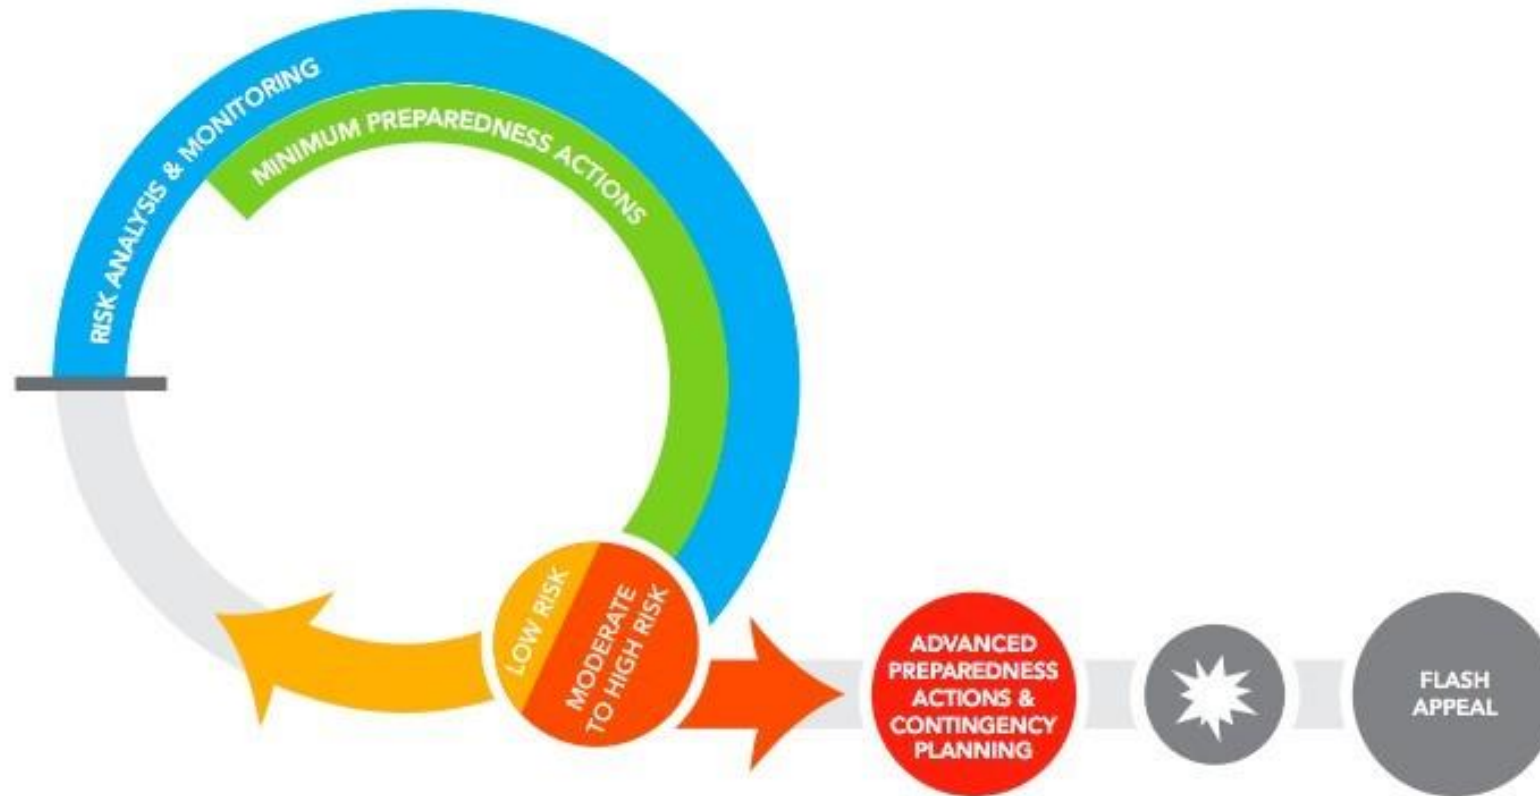 RISK ANALYSIS & MONITORING
MINIMUM PREPAREDNESS ACTIONS
LOW RISK
MODERATE
TO HIGH RISK
ADVANCED
PREPAREDNESS
ACTIONS &
CONTINGENCY
PLANNING
FLASH
APPEAL